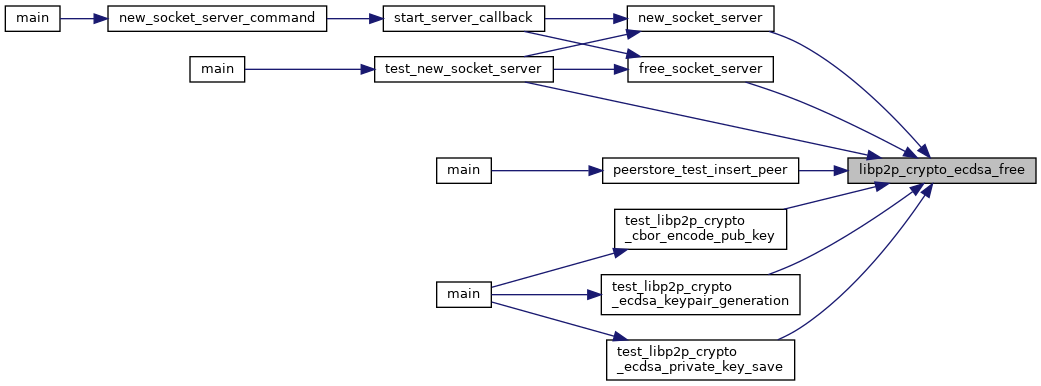 main
new_socket_server_command
start_server_callback
new_socket_server
main
test_new_socket_server
free_socket_server
main
peerstore_test_insert_peer
libp2p_crypto_ecdsa_free
test_libp2p_crypto
_cbor_encode_pub_key
main
test_libp2p_crypto
_ecdsa_keypair_generation
test_libp2p_crypto
_ecdsa_private_key_save